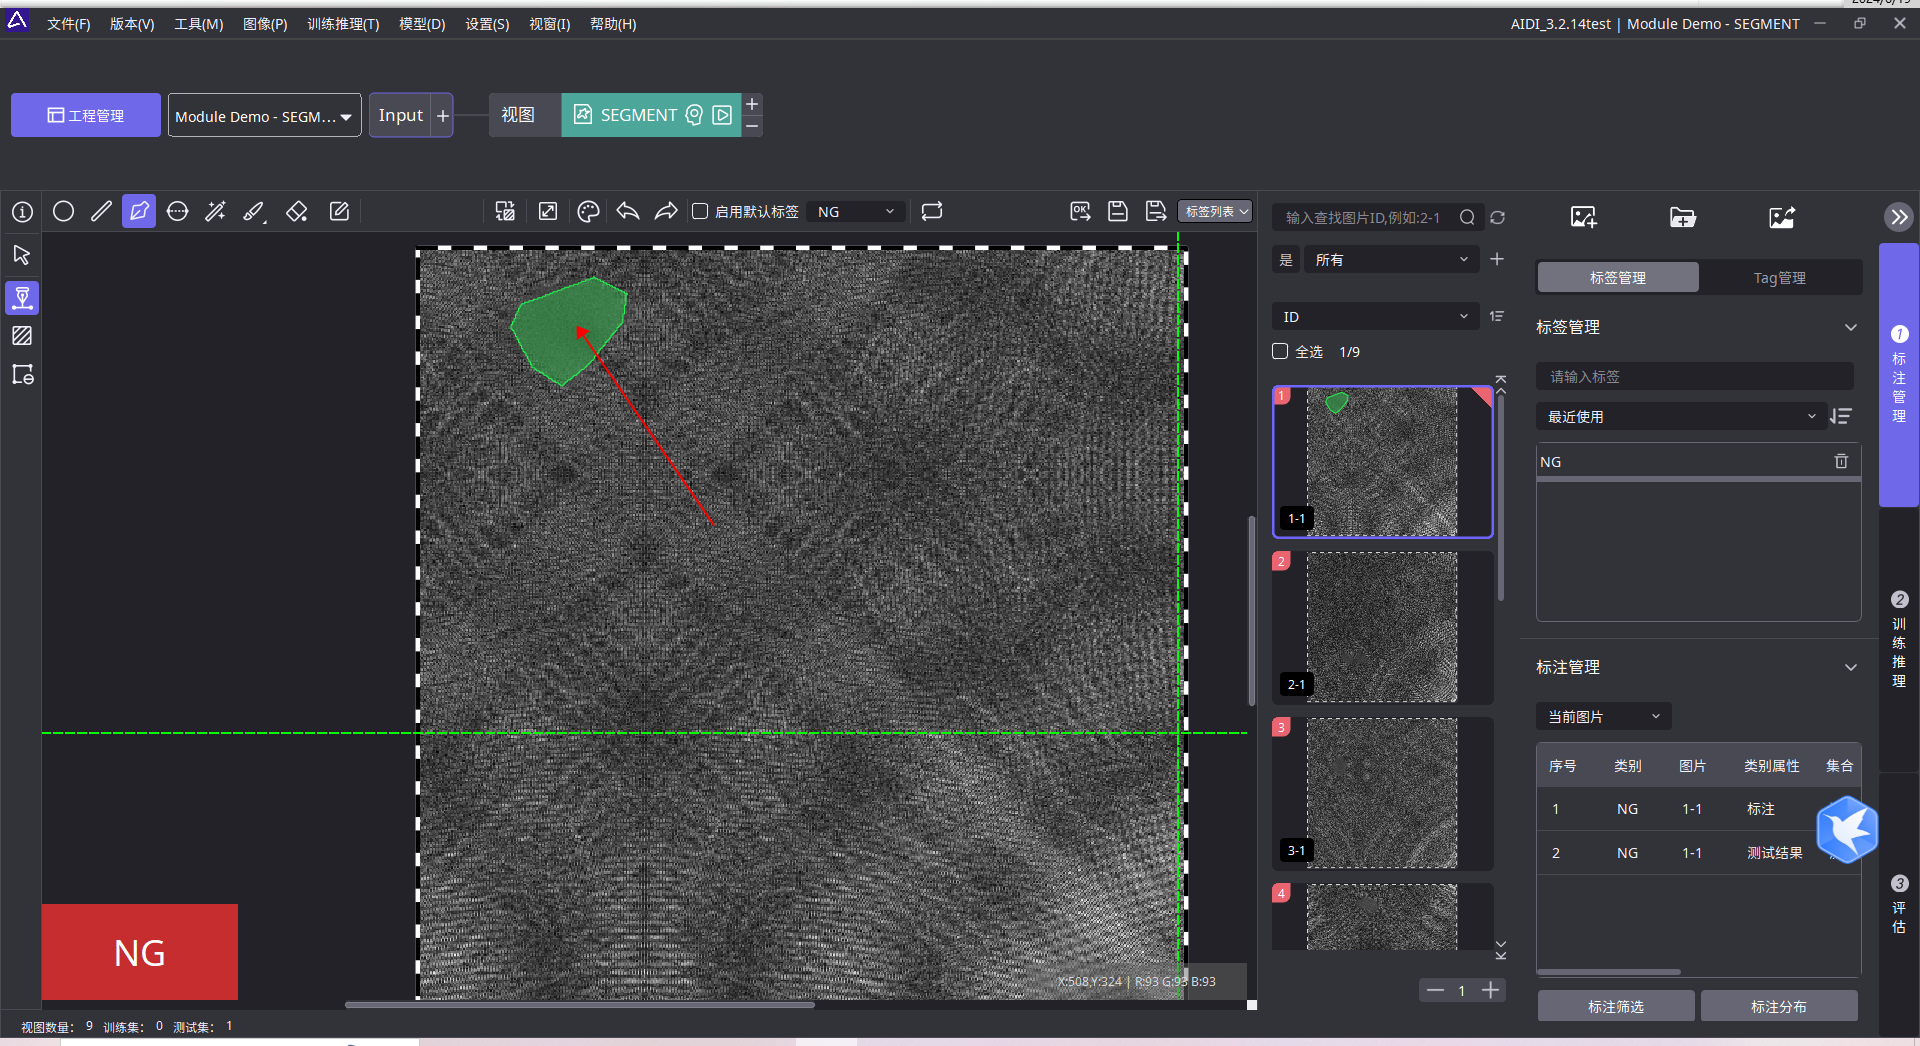 文件(F) 版本(V) 工具(M) 图像(P) 训练推理(T) 模型(D) 设置(S) 视窗(I) 帮助(H) AIDI_3.2.14test | Module Demo - SEGMENT
工程管理 Module Demo - SEGM... Input + 视图 SEGMENT + −
启用默认标签 NG OK 标签列表
输入查找图片ID,例如:2-1
是 所有
ID
全选 1/9
1
1-1
2
2-1
3
3-1
4
1
标签管理 Tag管理
标签管理
请输入标签
最近使用
NG
标注管理
当前图片
序号 类别 图片 类别属性 集合
1 NG 1-1 标注
2 NG 1-1 测试结果
标注筛选 标注分布
1 标注管理
2 训练推理
3 评估
NG
X:508,Y:324 | R:93 G:93 B:93
视图数量: 9 训练集: 0 测试集: 1